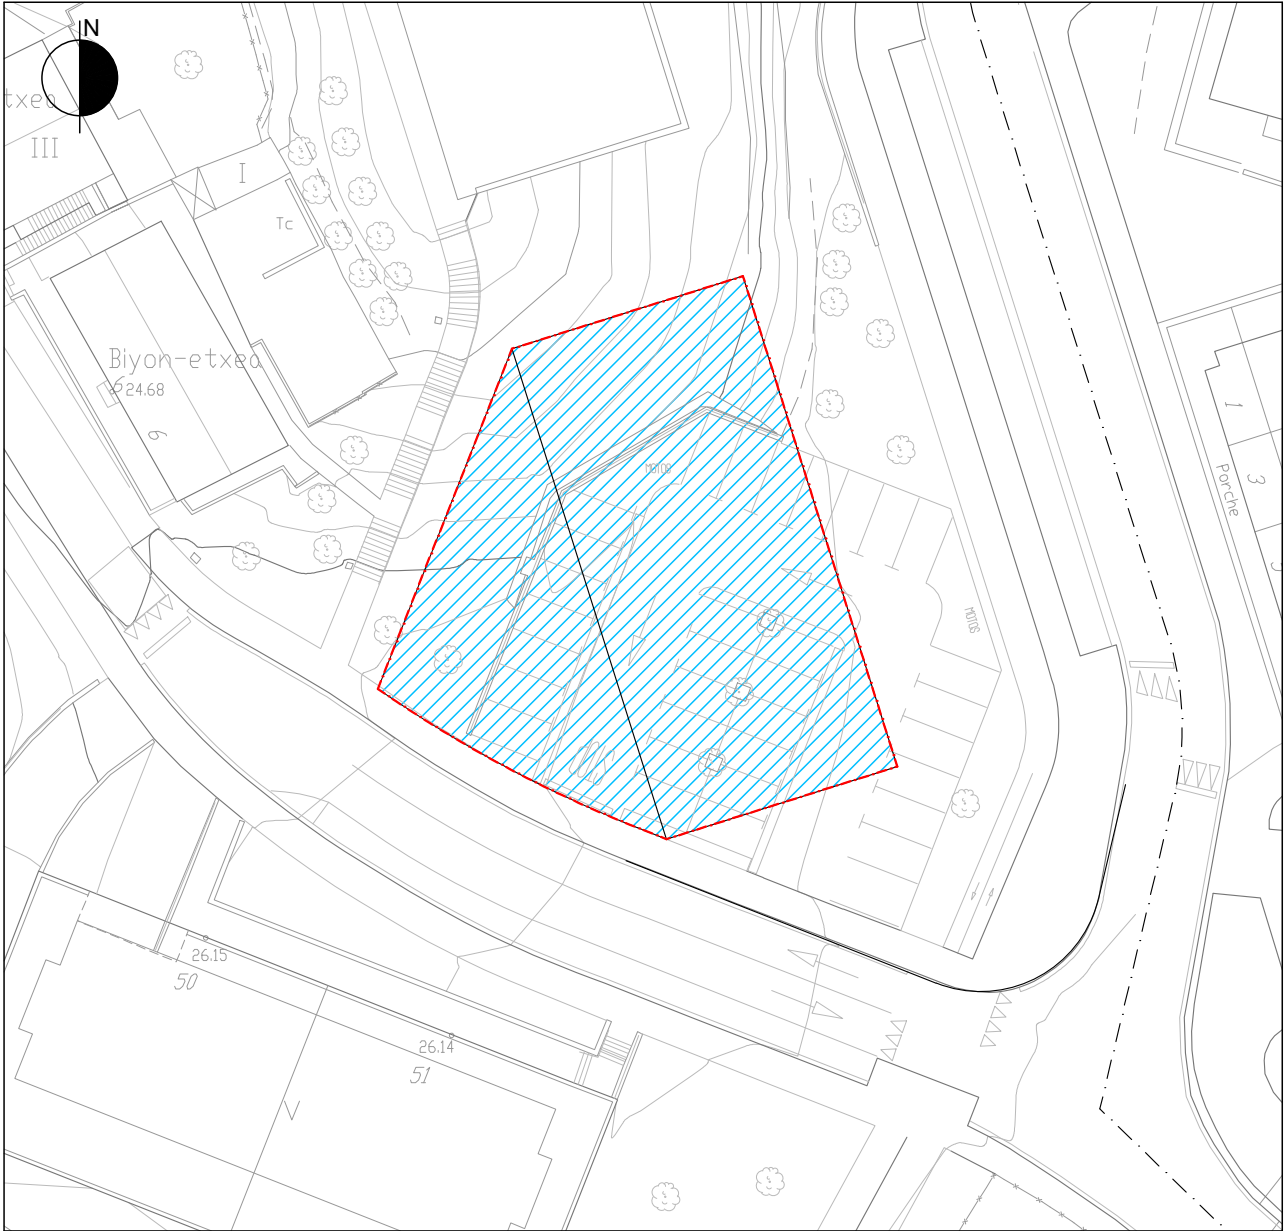 N
txea
III
I
Tc
Biyon-etxea
24.68
6
MOTOS
1
3
Porche
MOTOS
26.15
50
26.14
51
V